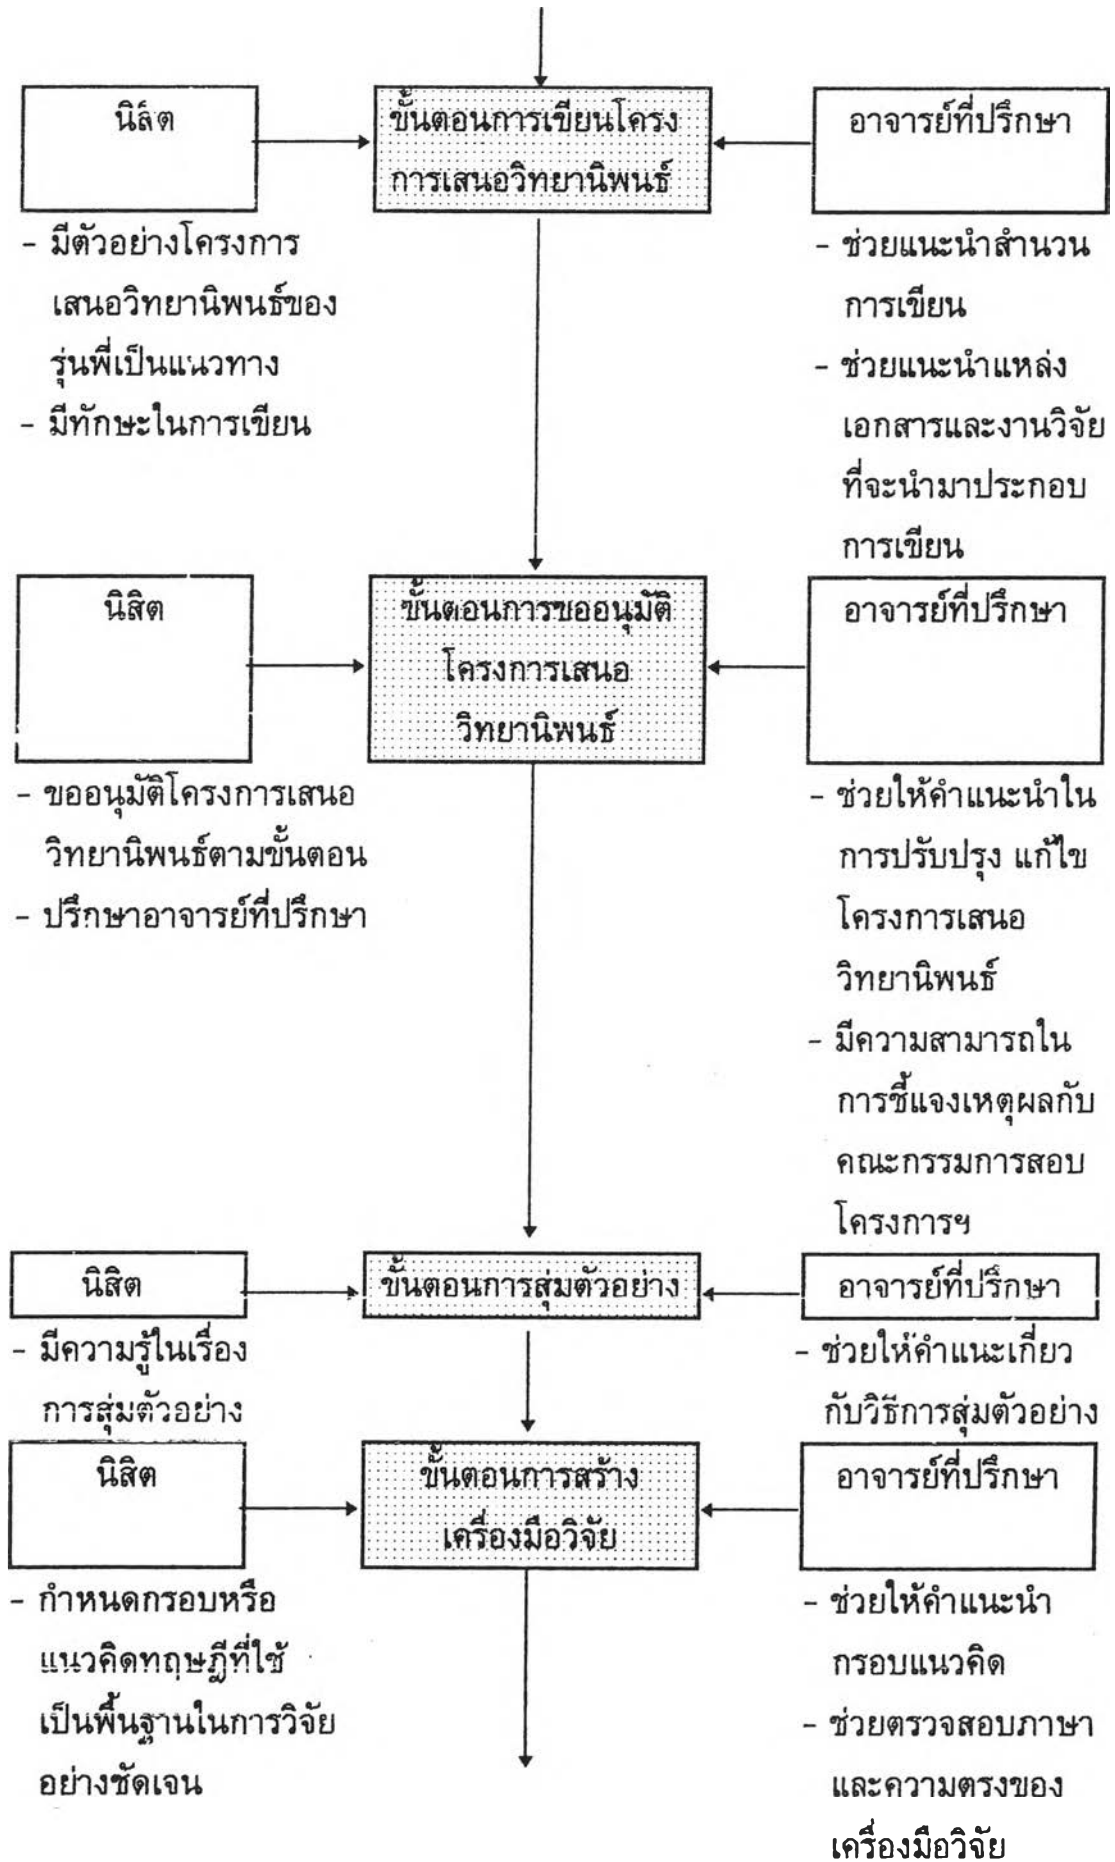 นิสิต
ขั้นตอนการเขียนโครง
การเสนอวิทยานิพนธ์
อาจารย์ที่ปรึกษา
- มีตัวอย่างโครงการ
เสนอวิทยานิพนธ์ของ
รุ่นพี่เป็นแนวทาง
- มีทักษะในการเขียน
- ช่วยแนะนำสำนวน
การเขียน
- ช่วยแนะนำแหล่ง
เอกสารและงานวิจัย
ที่จะนำมาประกอบ
การเขียน
นิสิต
ขั้นตอนการขออนุมัติ
โครงการเสนอ
วิทยานิพนธ์
อาจารย์ที่ปรึกษา
- ขออนุมัติโครงการเสนอ
วิทยานิพนธ์ตามขั้นตอน
- ปรึกษาอาจารย์ที่ปรึกษา
- ช่วยให้คำแนะนำใน
การปรับปรุง แก้ไข
โครงการเสนอ
วิทยานิพนธ์
- มีความสามารถใน
การชี้แจงเหตุผลกับ
คณะกรรมการสอบ
โครงการฯ
นิสิต
ขั้นตอนการสุ่มตัวอย่าง
อาจารย์ที่ปรึกษา
- มีความรู้ในเรื่อง
การสุ่มตัวอย่าง
- ช่วยให้คำแนะเกี่ยว
กับวิธีการสุ่มตัวอย่าง
นิสิต
ขั้นตอนการสร้าง
เครื่องมือวิจัย
อาจารย์ที่ปรึกษา
- กำหนดกรอบหรือ
แนวคิดทฤษฎีที่ใช้
เป็นพื้นฐานในการวิจัย
อย่างชัดเจน
- ช่วยให้คำแนะนำ
กรอบแนวคิด
- ช่วยตรวจสอบภาษา
และความตรงของ
เครื่องมือวิจัย